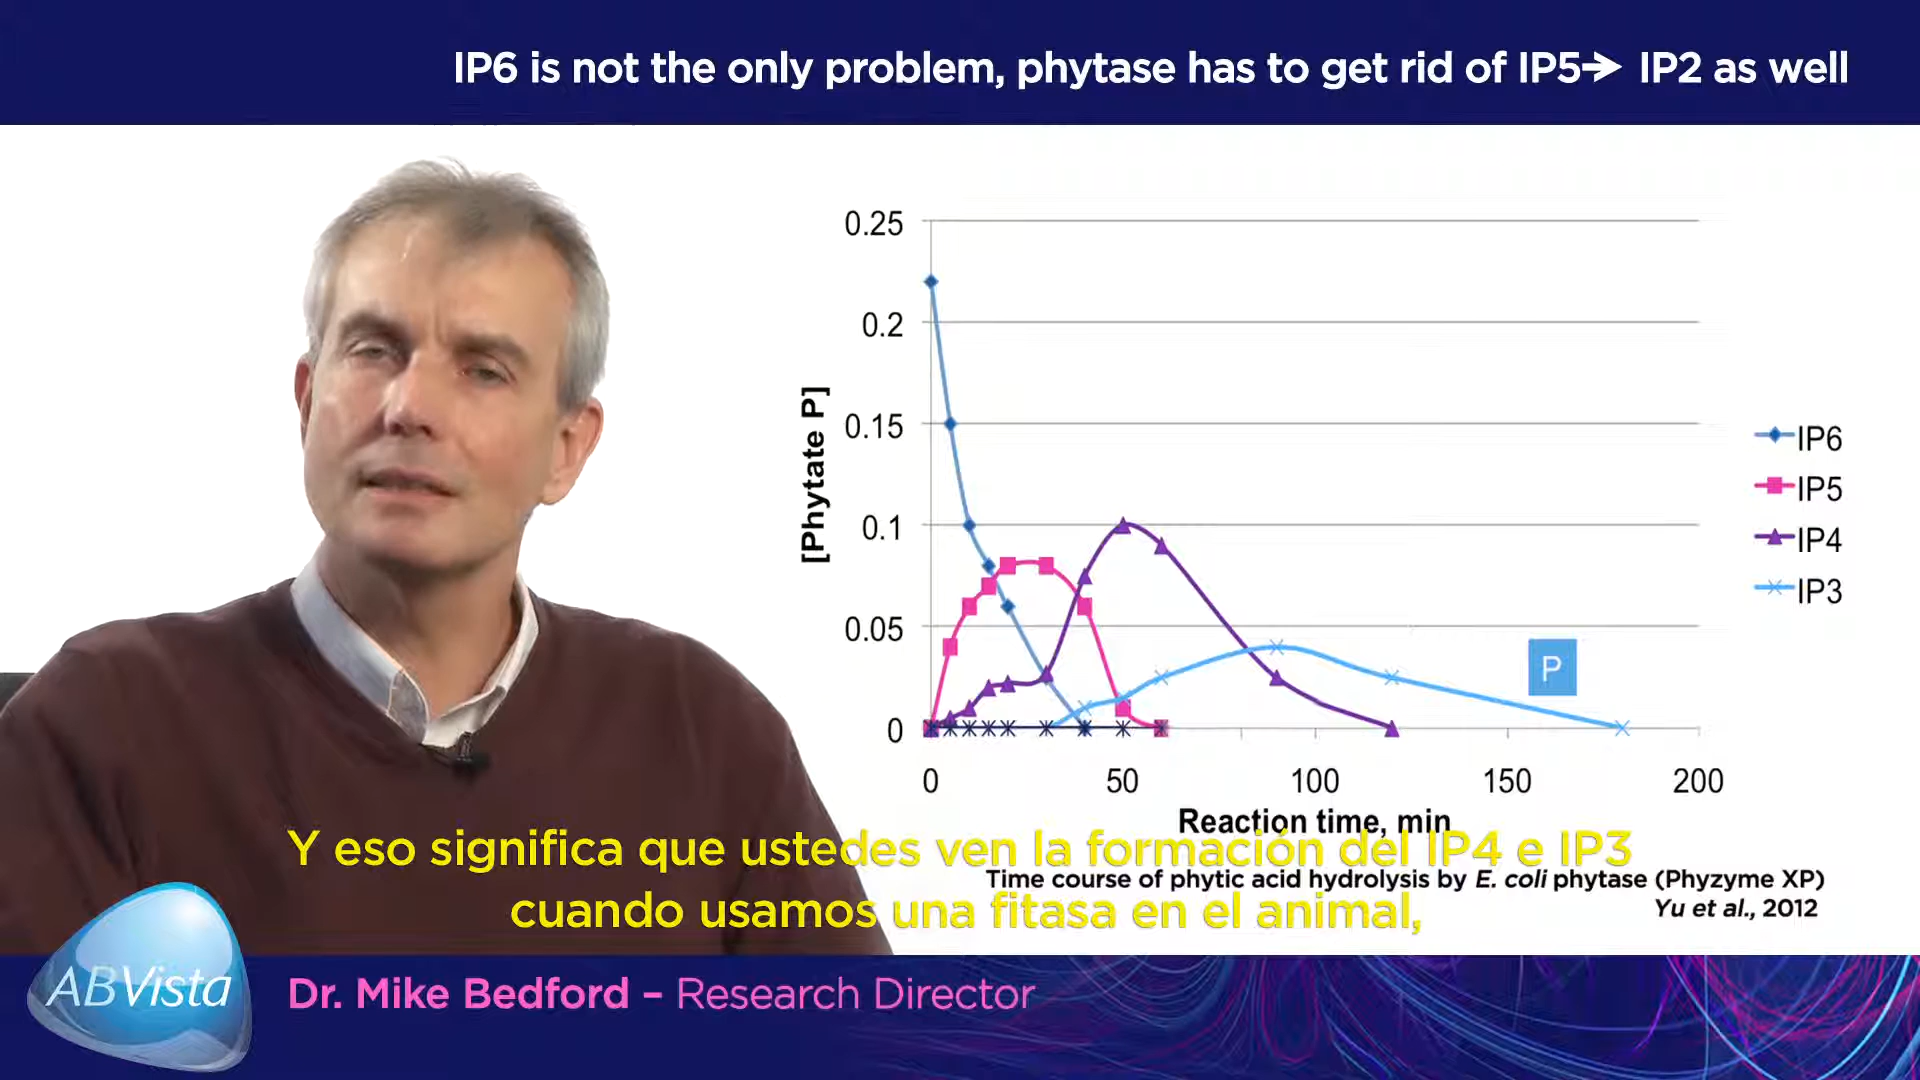 IP6 is not the only problem, phytase has to get rid of IP5➔ IP2 as well
0.25
0.2
0.15
0.1
0.05
0
[Phytate P]
0
50
100
150
200
Reaction time, min
IP6
IP5
IP4
IP3
P
Y eso significa que ustedes ven la formación del IP4 e IP3
cuando usamos una fitasa en el animal,
Time course of phytic acid hydrolysis by E. coli phytase (Phyzyme XP)
Yu et al., 2012
ABVista
Dr. Mike Bedford – Research Director